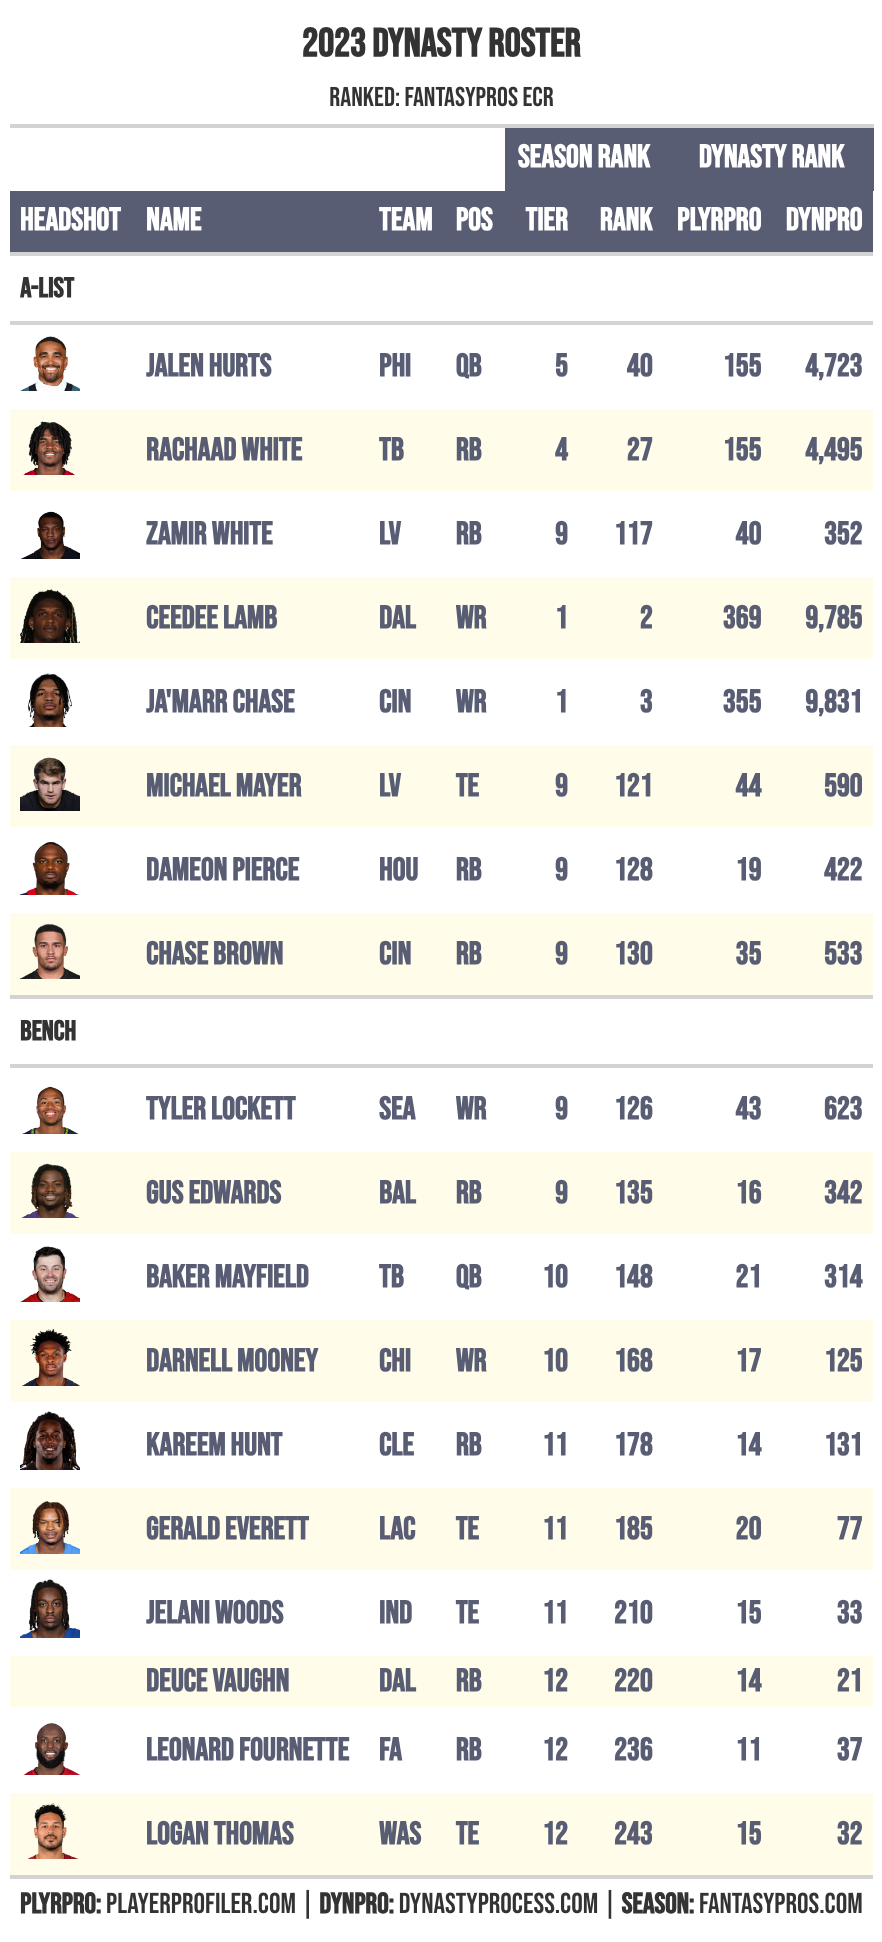 2023 DYNASTY ROSTER
RANKED: FANTASYPROS ECR
SEASON RANK DYNASTY RANK
HEADSHOT NAME TEAM POS TIER RANK PLYRPRO DYNPRO
A-LIST
JALEN HURTS PHI QB 5 40 155 4,723
RACHAAD WHITE TB RB 4 27 155 4,495
ZAMIR WHITE LV RB 9 117 40 352
CEEDEE LAMB DAL WR 1 2 369 9,785
JA'MARR CHASE CIN WR 1 3 355 9,831
MICHAEL MAYER LV TE 9 121 44 590
DAMEON PIERCE HOU RB 9 128 19 422
CHASE BROWN CIN RB 9 130 35 533
BENCH
TYLER LOCKETT SEA WR 9 126 43 623
GUS EDWARDS BAL RB 9 135 16 342
BAKER MAYFIELD TB QB 10 148 21 314
DARNELL MOONEY CHI WR 10 168 17 125
KAREEM HUNT CLE RB 11 178 14 131
GERALD EVERETT LAC TE 11 185 20 77
JELANI WOODS IND TE 11 210 15 33
DEUCE VAUGHN DAL RB 12 220 14 21
LEONARD FOURNETTE FA RB 12 236 11 37
LOGAN THOMAS WAS TE 12 243 15 32
PLYRPRO: PLAYERPROFILER.COM | DYNPRO: DYNASTYPROCESS.COM | SEASON: FANTASYPROS.COM